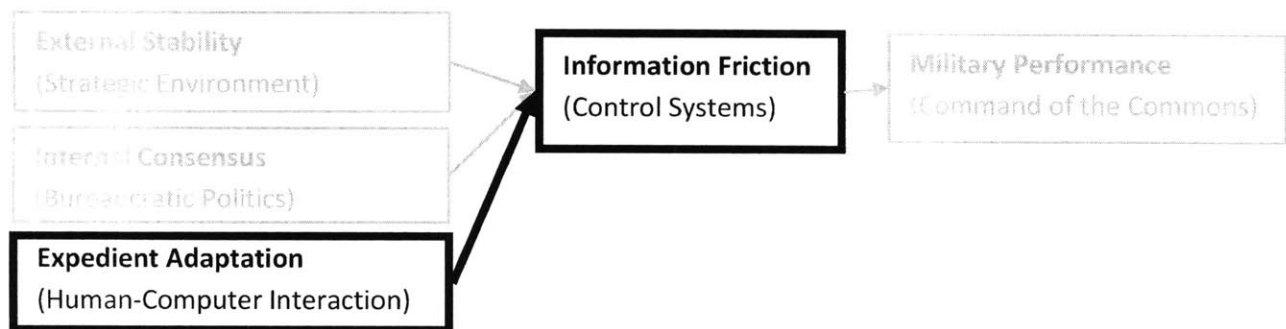 External Stability
(Strategic Environment)
Internal Consensus
(Bureaucratic Politics)
Expedient Adaptation
(Human-Computer Interaction)
Information Friction
(Control Systems)
Military Performance
(Command of the Commons)